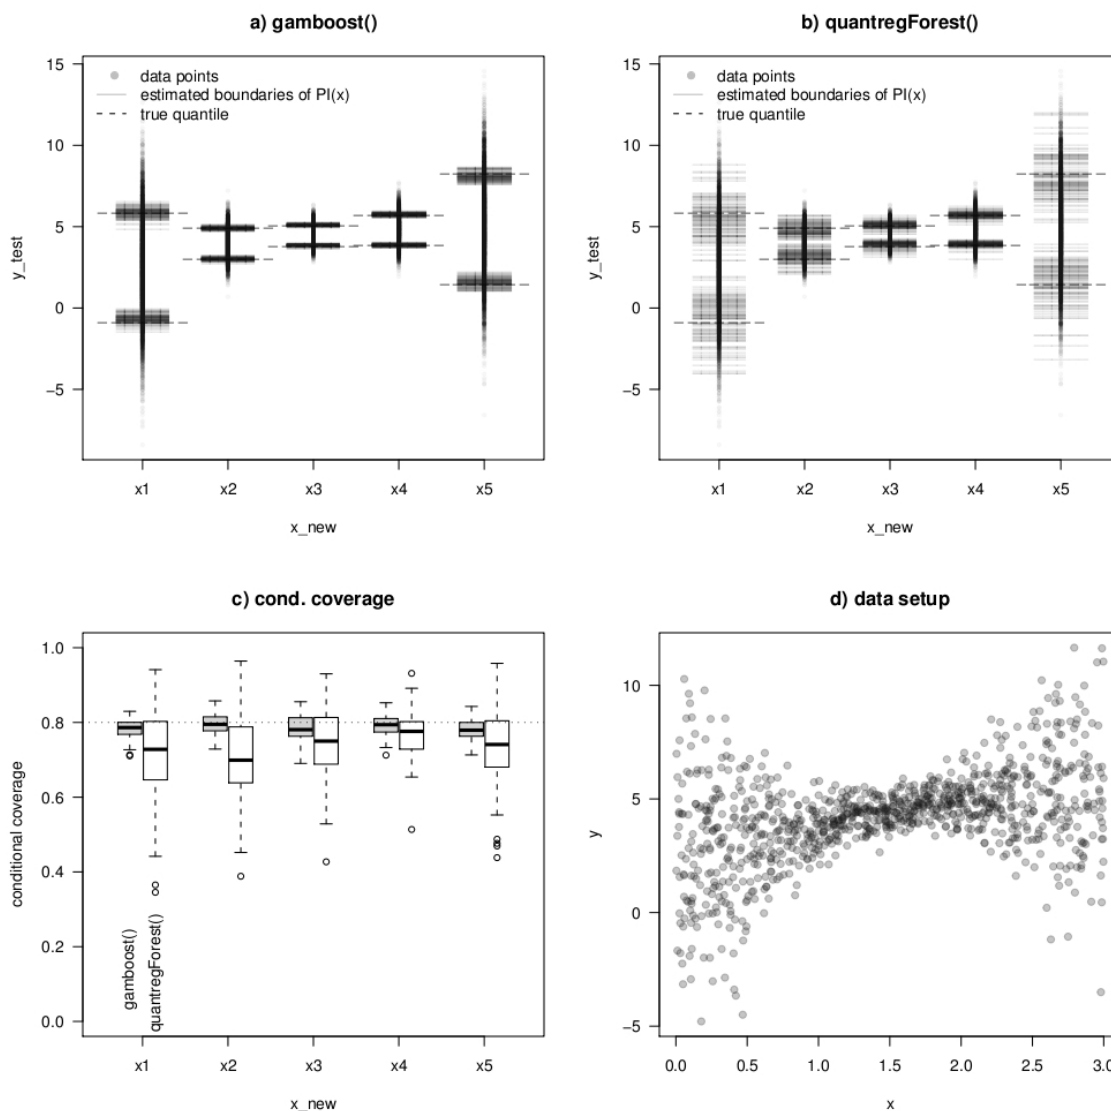 a) gamboost()
data points
estimated boundaries of PI(x)
true quantile
15
10
5
0
−5
y_test
x1 x2 x3 x4 x5
x_new
b) quantregForest()
data points
estimated boundaries of PI(x)
true quantile
15
10
5
0
−5
y_test
x1 x2 x3 x4 x5
x_new
c) cond. coverage
1.0
0.8
0.6
0.4
0.2
0.0
conditional coverage
gamboost()
quantregForest()
x1 x2 x3 x4 x5
x_new
d) data setup
10
5
0
−5
y
0.0 0.5 1.0 1.5 2.0 2.5 3.0
x